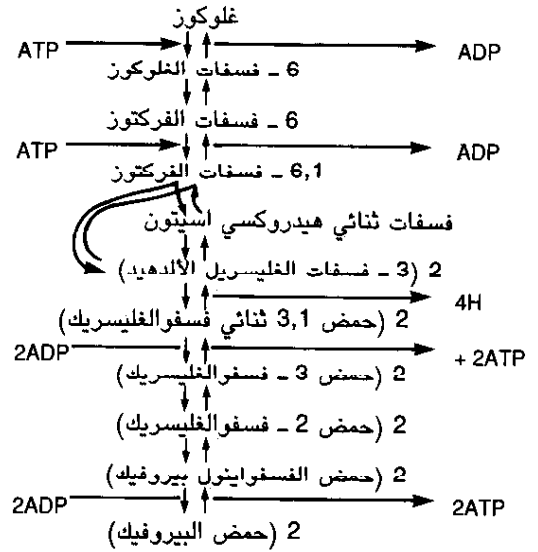 غلوكوز
ATP ADP
6 ـ فسفات الغلوكوز
6 ـ فسفات الفركتوز
ATP ADP
6,1 ـ فسفات الفركتوز
فسفات ثنائي هيدروكسي اسيتون
2 (3 ـ فسفات الغليسريل الألدهيد)
4H
2 (حمض 3,1 ثنائي فسفوالغليسريك)
2ADP + 2ATP
2 (حمض 3 ـ فسفوالغليسريك)
2 (حمض 2 ـ فسفوالغليسريك)
2 (حمض الفسفواينول بيروفيك)
2ADP 2ATP
2 (حمض البيروفيك)